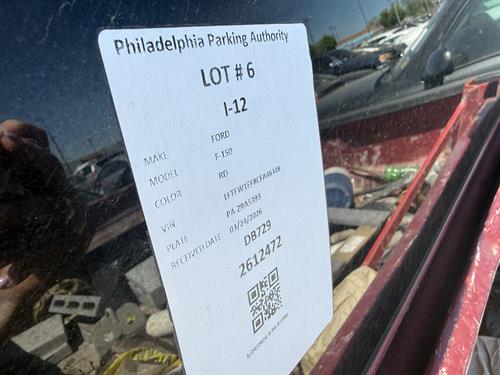 Philadelphia Parking Authority
LOT # 6
I-12
MAKE FORD
MODEL F-150
COLOR RD
VIN
PLATE PA-ZRA5393
RECEIVED DATE 03/24/2026
DB729
2612472